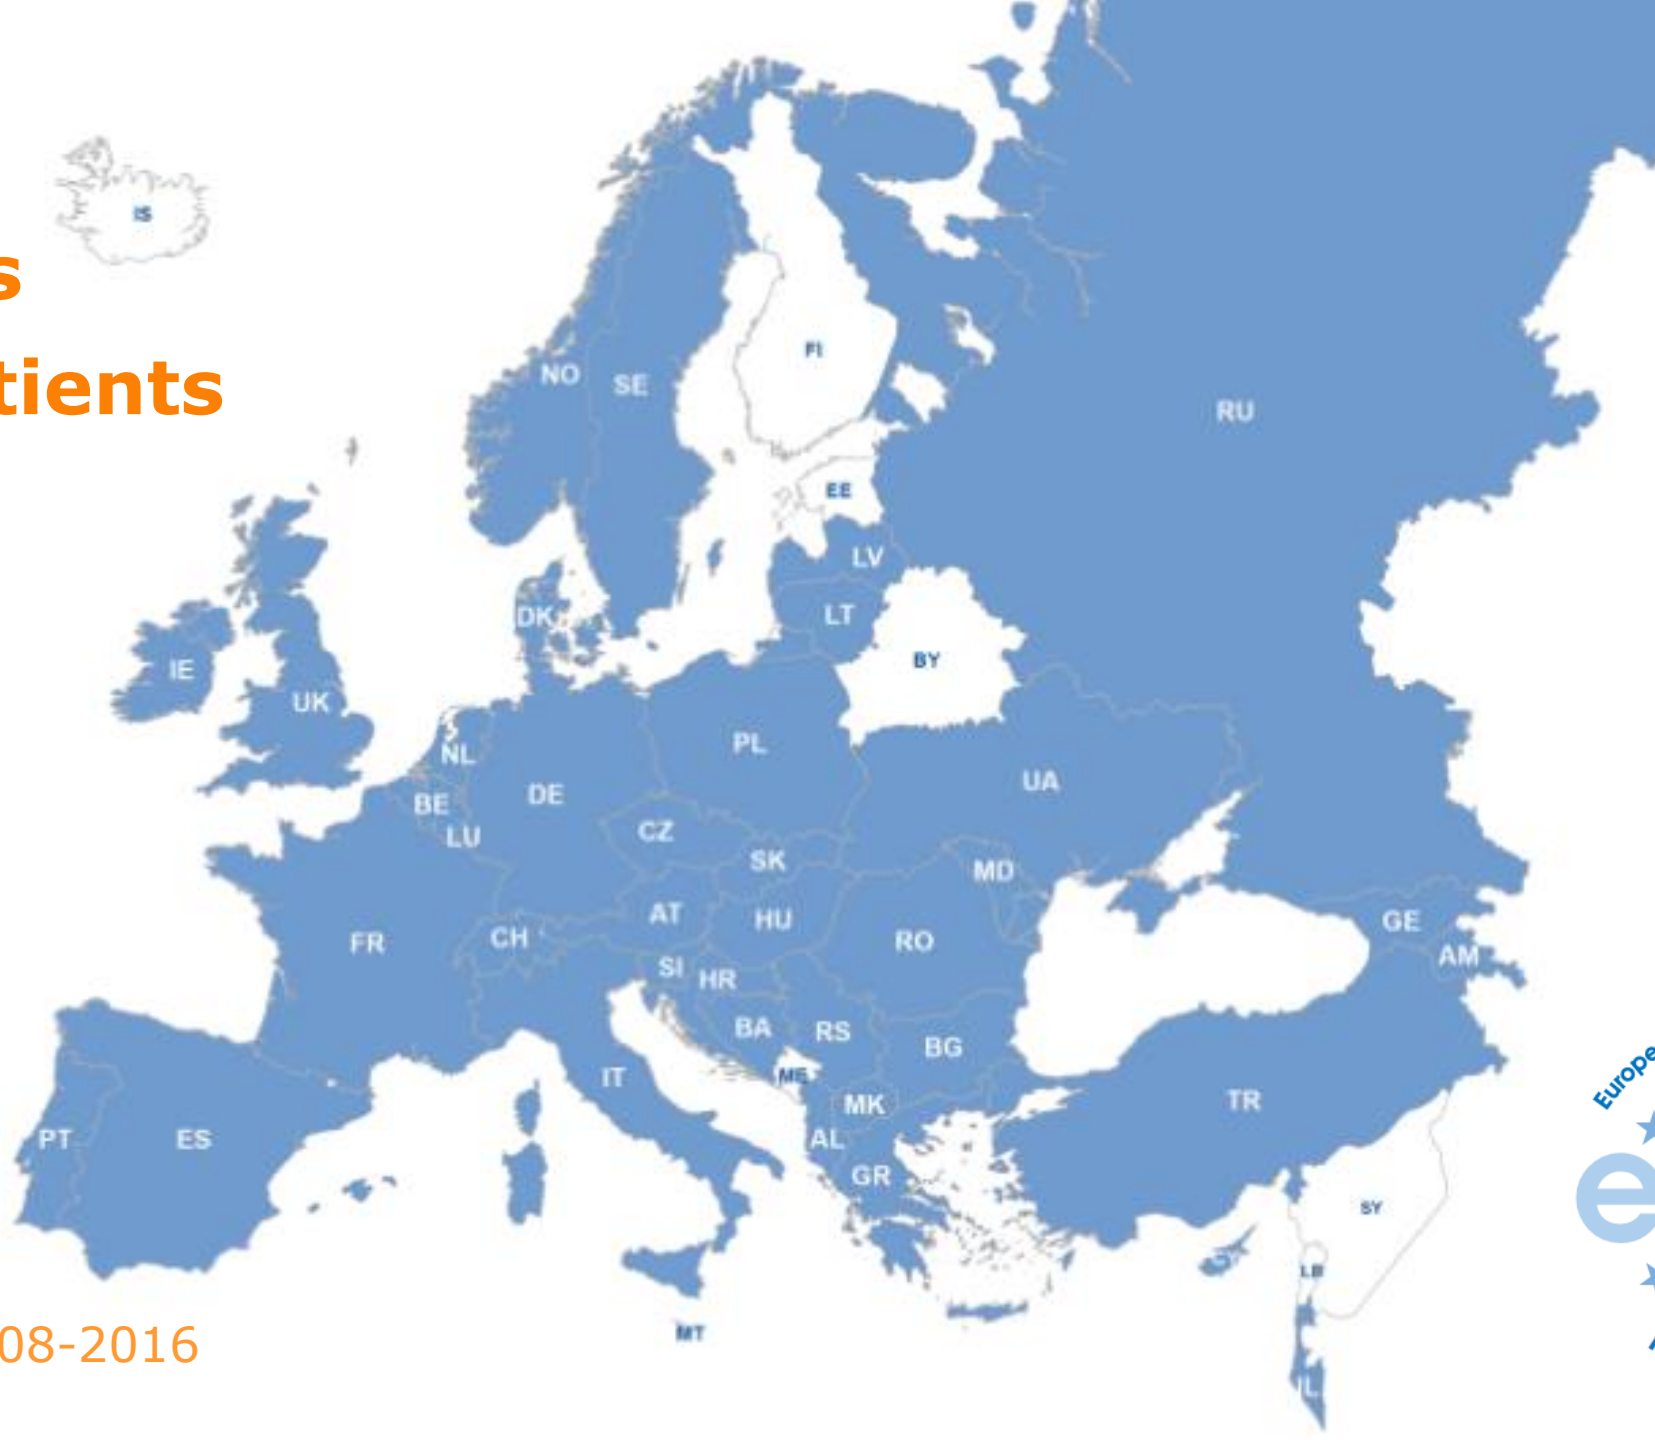 IS
s
tients
FI
NO
SE
RU
EE
LV
LT
DK
BY
IE
UK
NL
PL
UA
BE
DE
LU
CZ
SK
MD
AT
HU
FR
CH
RO
GE
AM
SI
HR
BA
RS
BG
IT
ME
MK
TR
PT
ES
AL
GR
SY
LB
MT
IL
08-2016
Europe
e